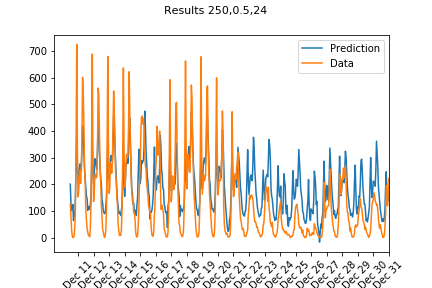 Results 250,0.5,24
Prediction
Data
700
600
500
400
300
200
100
0
Dec 11
Dec 12
Dec 13
Dec 14
Dec 15
Dec 16
Dec 17
Dec 18
Dec 19
Dec 20
Dec 21
Dec 22
Dec 23
Dec 24
Dec 25
Dec 26
Dec 27
Dec 28
Dec 29
Dec 30
Dec 31